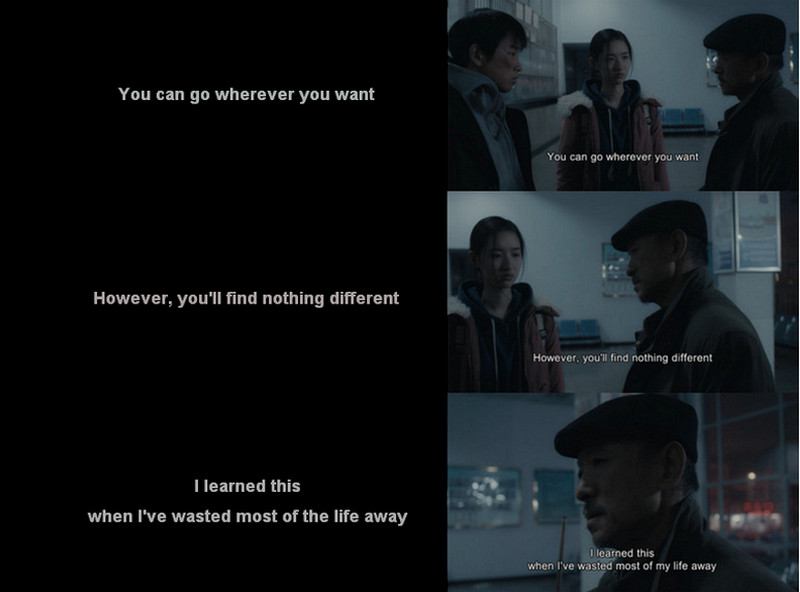 You can go wherever you want
You can go wherever you want
However, you'll find nothing different
However, you'll find nothing different
I learned this
when I've wasted most of the life away
I learned this
when I've wasted most of my life away